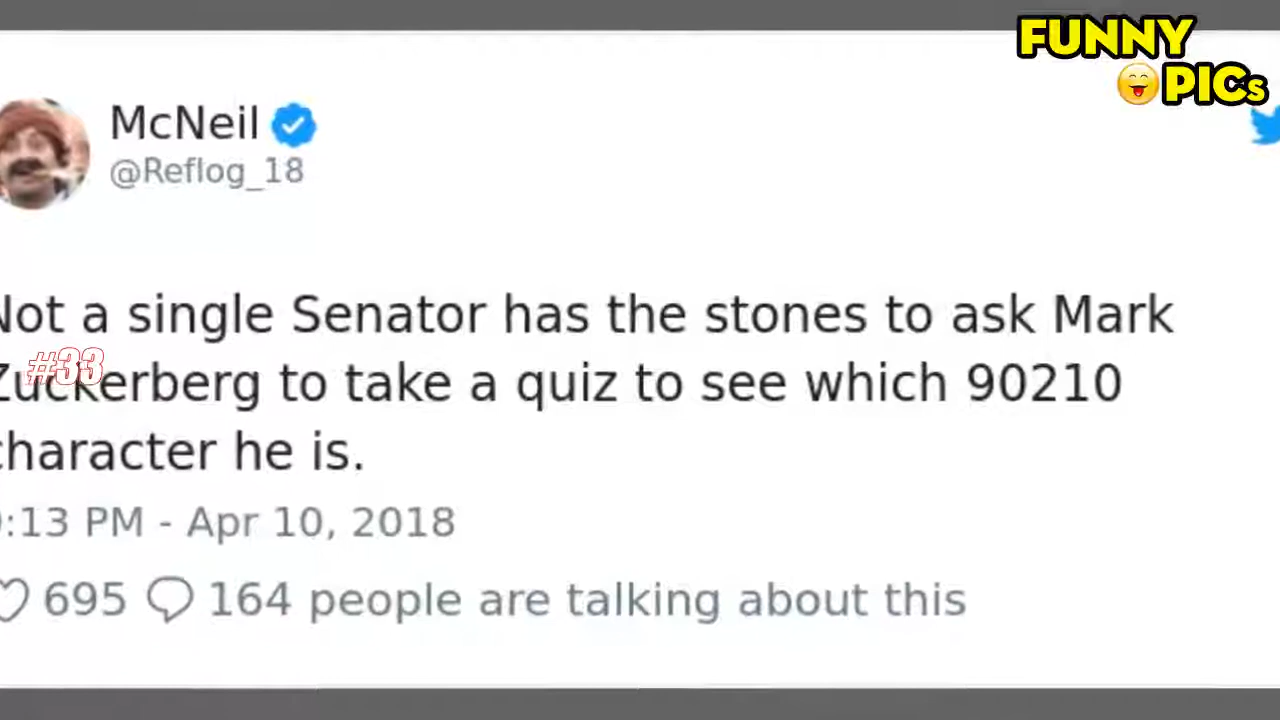 FUNNY
PICs
McNeil
@Reflog_18
Not a single Senator has the stones to ask Mark
#33
Zuckerberg to take a quiz to see which 90210
character he is.
:13 PM - Apr 10, 2018
695 164 people are talking about this